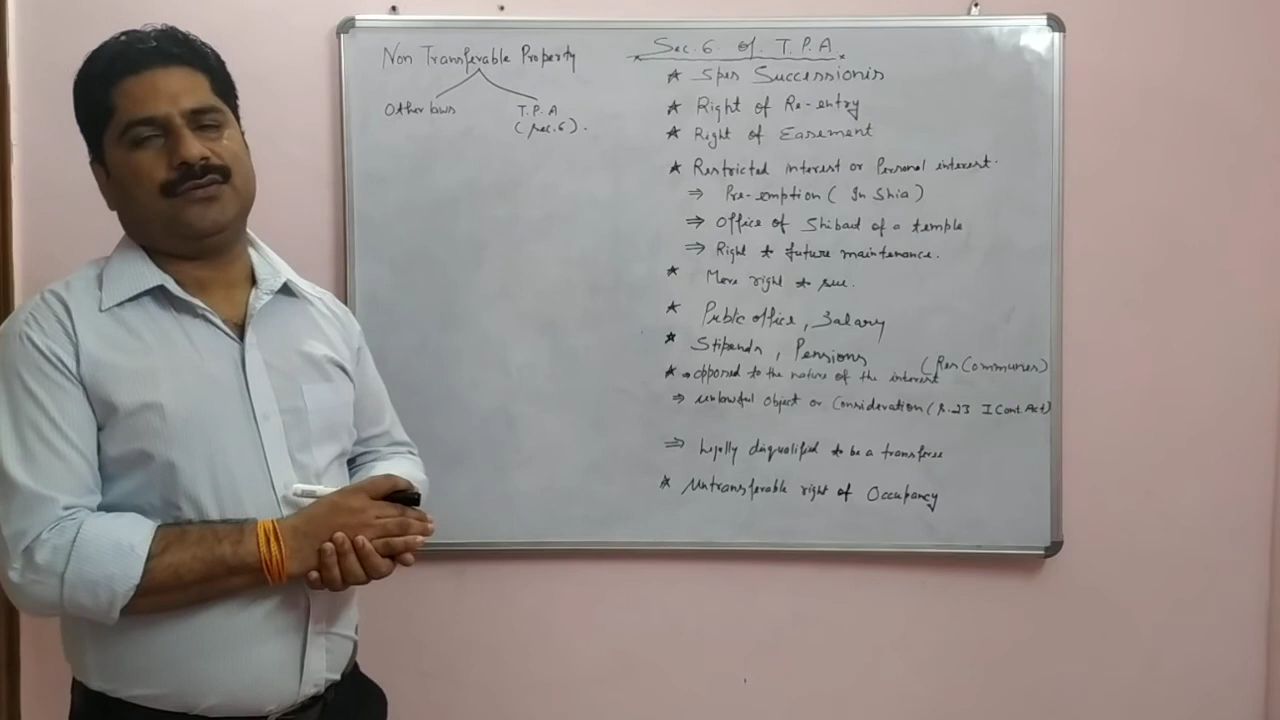 Non Transferable Property
Other laws
T.P.A
(Sec. 6).
Sec. 6 of T.P.A.
★ Spes Successionis
★ Right of Re-entry
★ Right of Easement
★ Restricted interest or Personal interest.
⇒ Pre-emption (In Shia)
⇒ Office of Shibait of a temple
⇒ Right to future maintenance.
★ Mere right to sue.
★ Public office, Salary
★ Stipends, Pensions
★ → opposed to the nature of the interest (Res Communes)
⇒ Unlawful Object or Consideration (S. 23 I Cont. Act)
⇒ Legally disqualified to be a transferee
★ Untransferable right of Occupancy